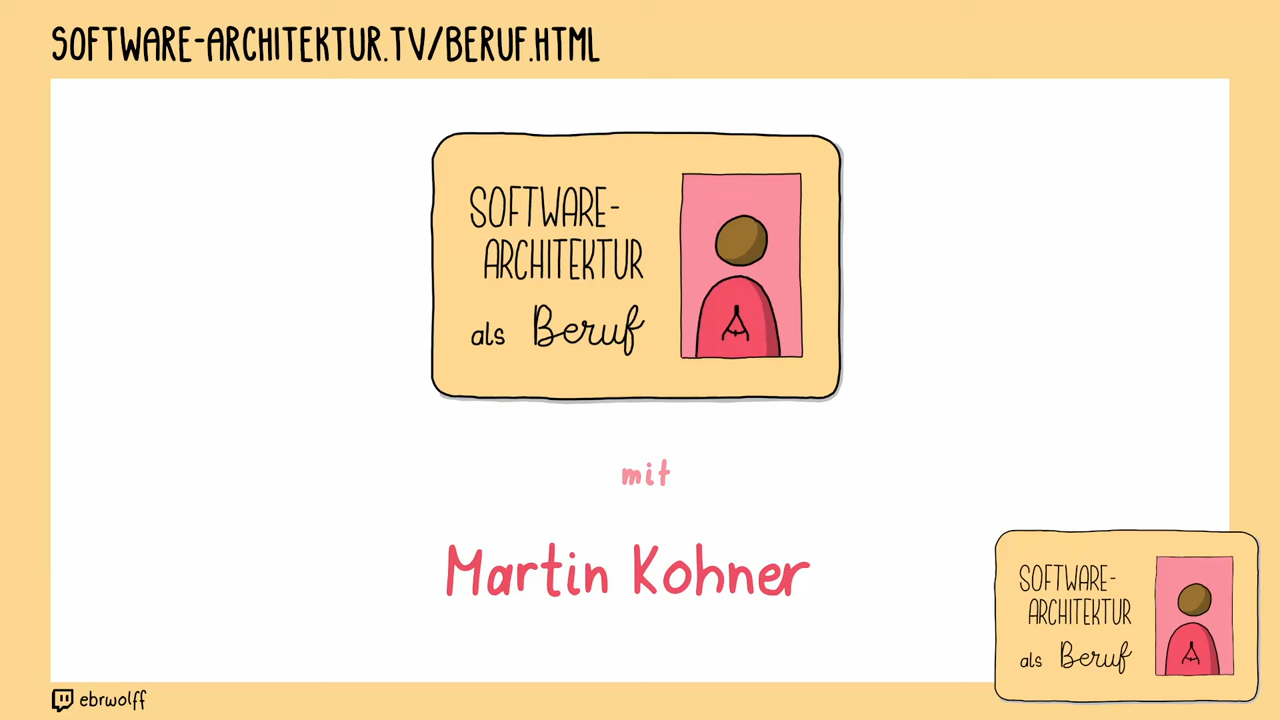 SOFTWARE-ARCHITEKTUR.TV/BERUF.HTML
SOFTWARE-
ARCHITEKTUR
als Beruf
A
mit
Martin Kohner
SOFTWARE-
ARCHITEKTUR
als Beruf
A
ebrwolff